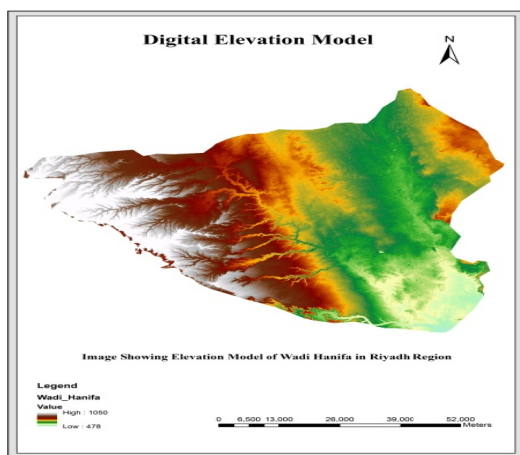 Digital Elevation Model
N
Image Showing Elevation Model of Wadi Hanifa in Riyadh Region
Legend
Wadi_Hanifa
Value
High : 1050
Low : 478
0 6,500 13,000 26,000 39,000 52,000
Meters